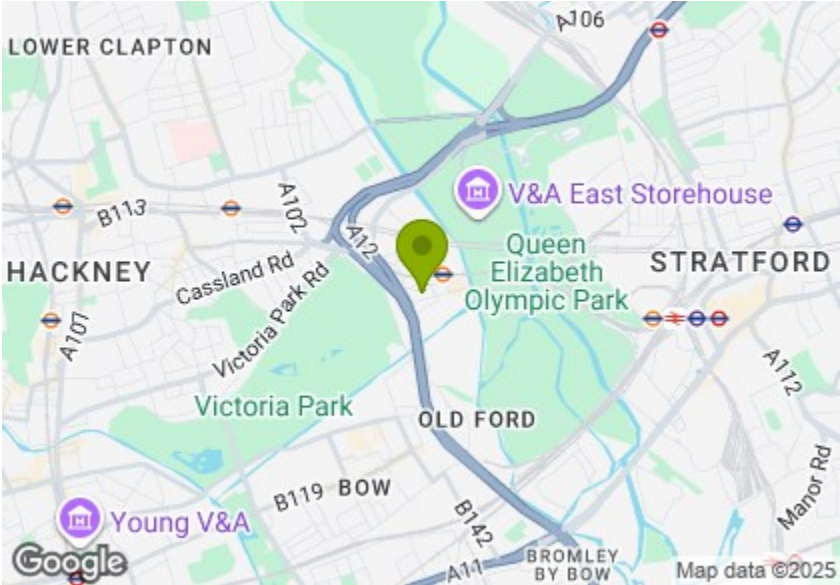 A106
LOWER CLAPTON
V&A East Storehouse
A102
B113
A12
Queen
Elizabeth
Olympic Park
STRATFORD
HACKNEY
Cassland Rd
Victoria Park Rd
A107
A112
Victoria Park
OLD FORD
Manor Rd
B119
BOW
B142
Young V&A
BROMLEY
BY BOW
A11
Google
Map data ©2025